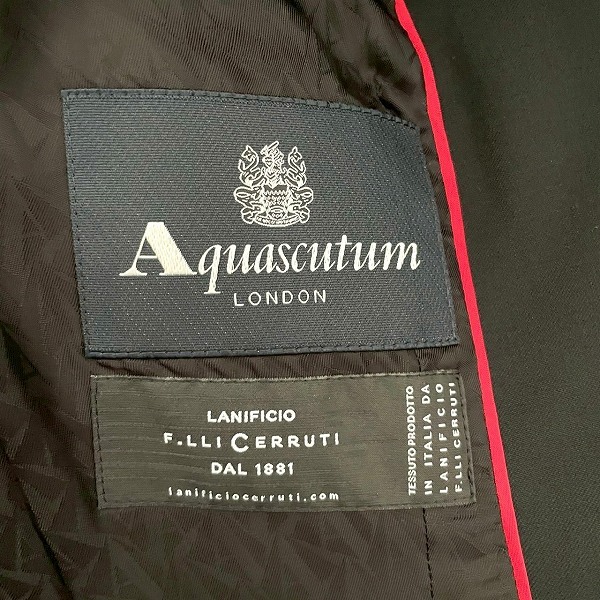 Aquascutum
LONDON
LANIFICIO
F.LLI CERRUTI
DAL 1881
lanificiocerruti.com
TESSUTO PRODOTTO
IN ITALIA DA
LANIFICIO
F.LLI CERRUTI